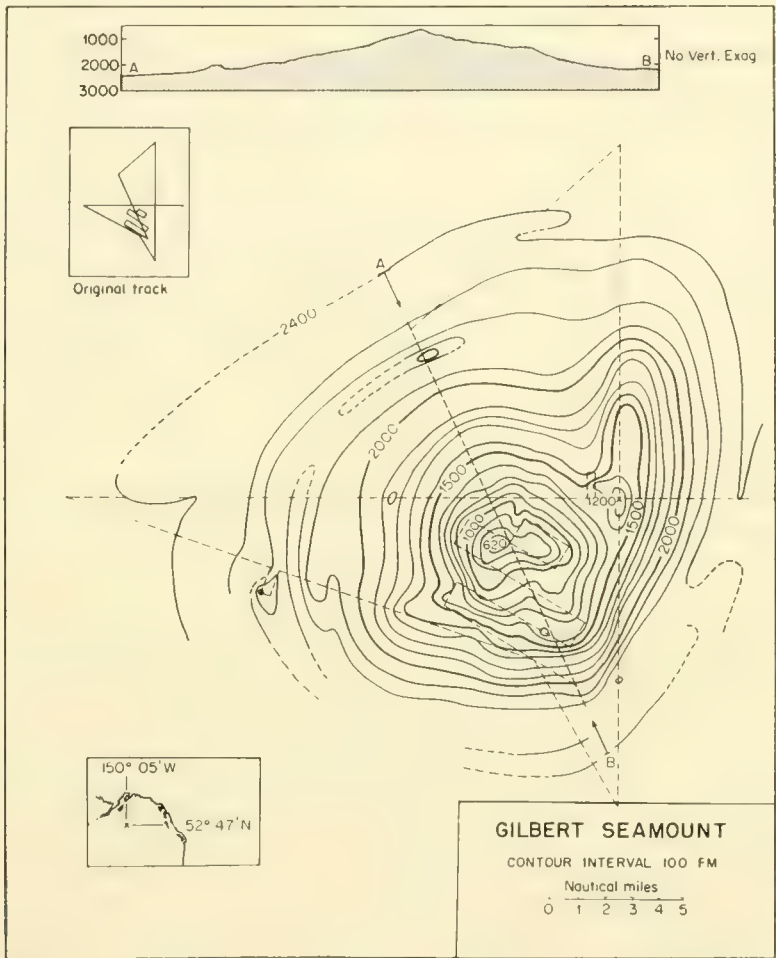 1000
2000
3000
A
B
No Vert. Exag
Original track
A
2400
2000
1500
1000
620
1200
1500
2000
B
150° 05'W
52° 47'N
GILBERT SEAMOUNT
CONTOUR INTERVAL 100 FM
Nautical miles
0 1 2 3 4 5